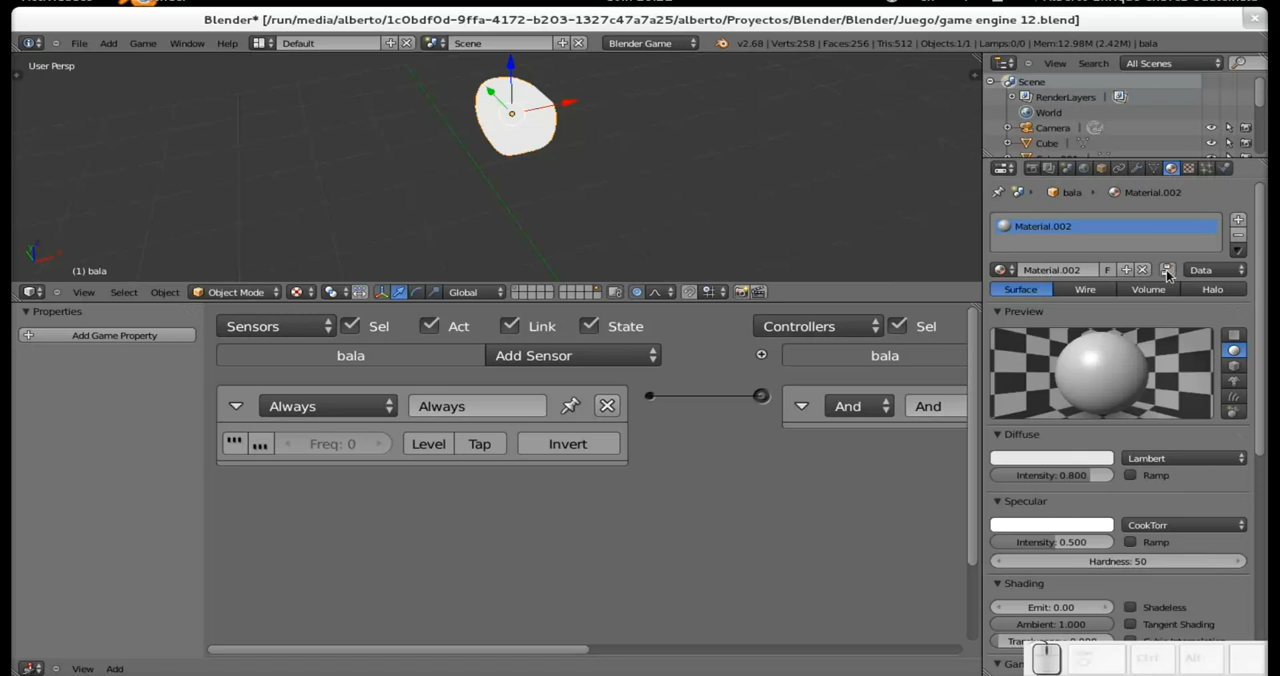 Blender* [/run/media/alberto/1c0bdf0d-9ffa-4172-b203-1327c47a7a25/alberto/Proyectos/Blender/Blender/Juego/game engine 12.blend]
File Add Game Window Help Default Scene Blender Game v2.68 | Verts:258 | Faces:256 | Tris:512 | Objects:1/1 | Lamps:0/0 | Mem:12.98M (2.42M) | bala
User Persp
(1) bala
View Select Object Object Mode Global
Properties
Add Game Property
Sensors Sel Act Link State Controllers Sel
bala Add Sensor bala
Always Always And And
Freq: 0 Level Tap Invert
View Add
View Search All Scenes
Scene
RenderLayers
World
Camera
Cube
bala Material.002
Material.002
Material.002 F Data
Surface Wire Volume Halo
Preview
Diffuse
Lambert
Intensity: 0.800 Ramp
Specular
CookTorr
Intensity: 0.500 Ramp
Hardness: 50
Shading
Emit: 0.00 Shadeless
Ambient: 1.000 Tangent Shading
Ctrl Alt